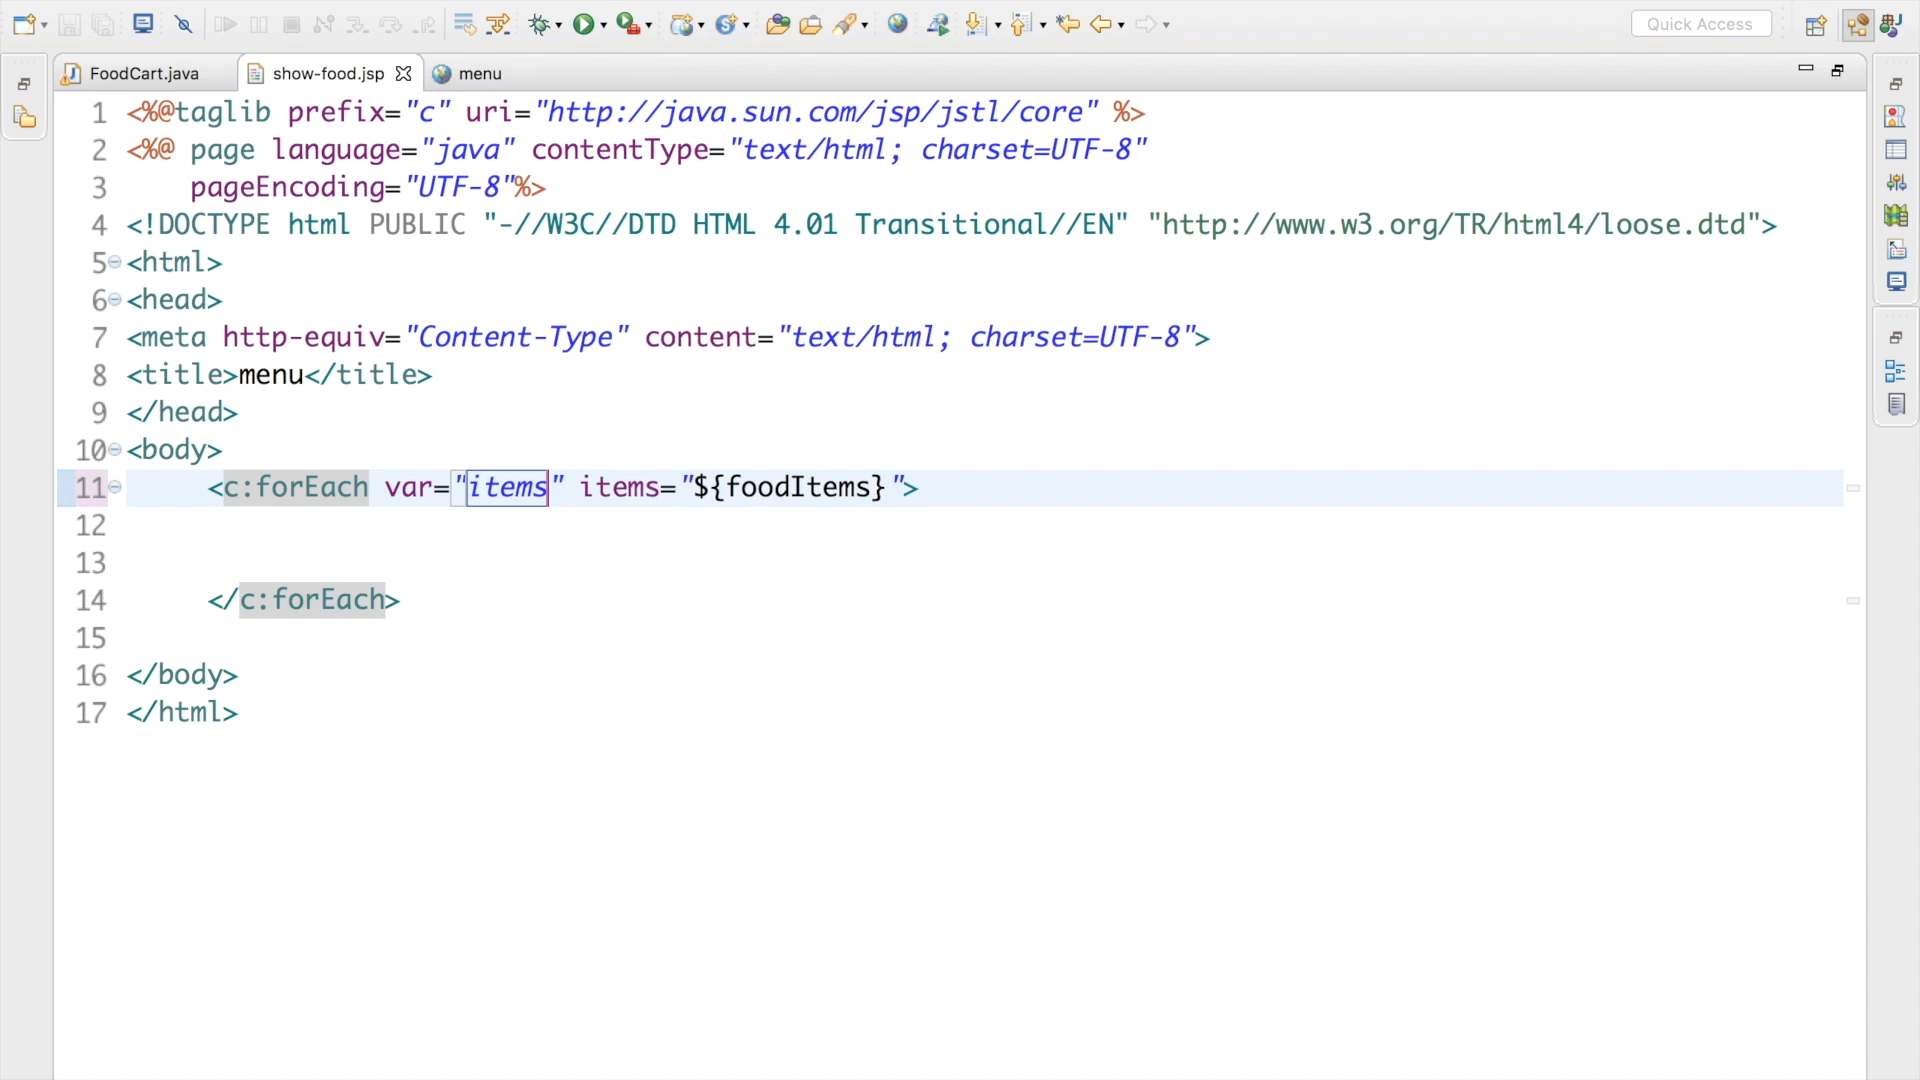 Quick Access
FoodCart.java show-food.jsp menu
1 <%@taglib prefix="c" uri="http://java.sun.com/jsp/jstl/core" %>
2 <%@ page language="java" contentType="text/html; charset=UTF-8"
3 pageEncoding="UTF-8"%>
4 <!DOCTYPE html PUBLIC "-//W3C//DTD HTML 4.01 Transitional//EN" "http://www.w3.org/TR/html4/loose.dtd">
5 <html>
6 <head>
7 <meta http-equiv="Content-Type" content="text/html; charset=UTF-8">
8 <title>menu</title>
9 </head>
10 <body>
11 <c:forEach var="items" items="${foodItems}">
12
13
14 </c:forEach>
15
16 </body>
17 </html>